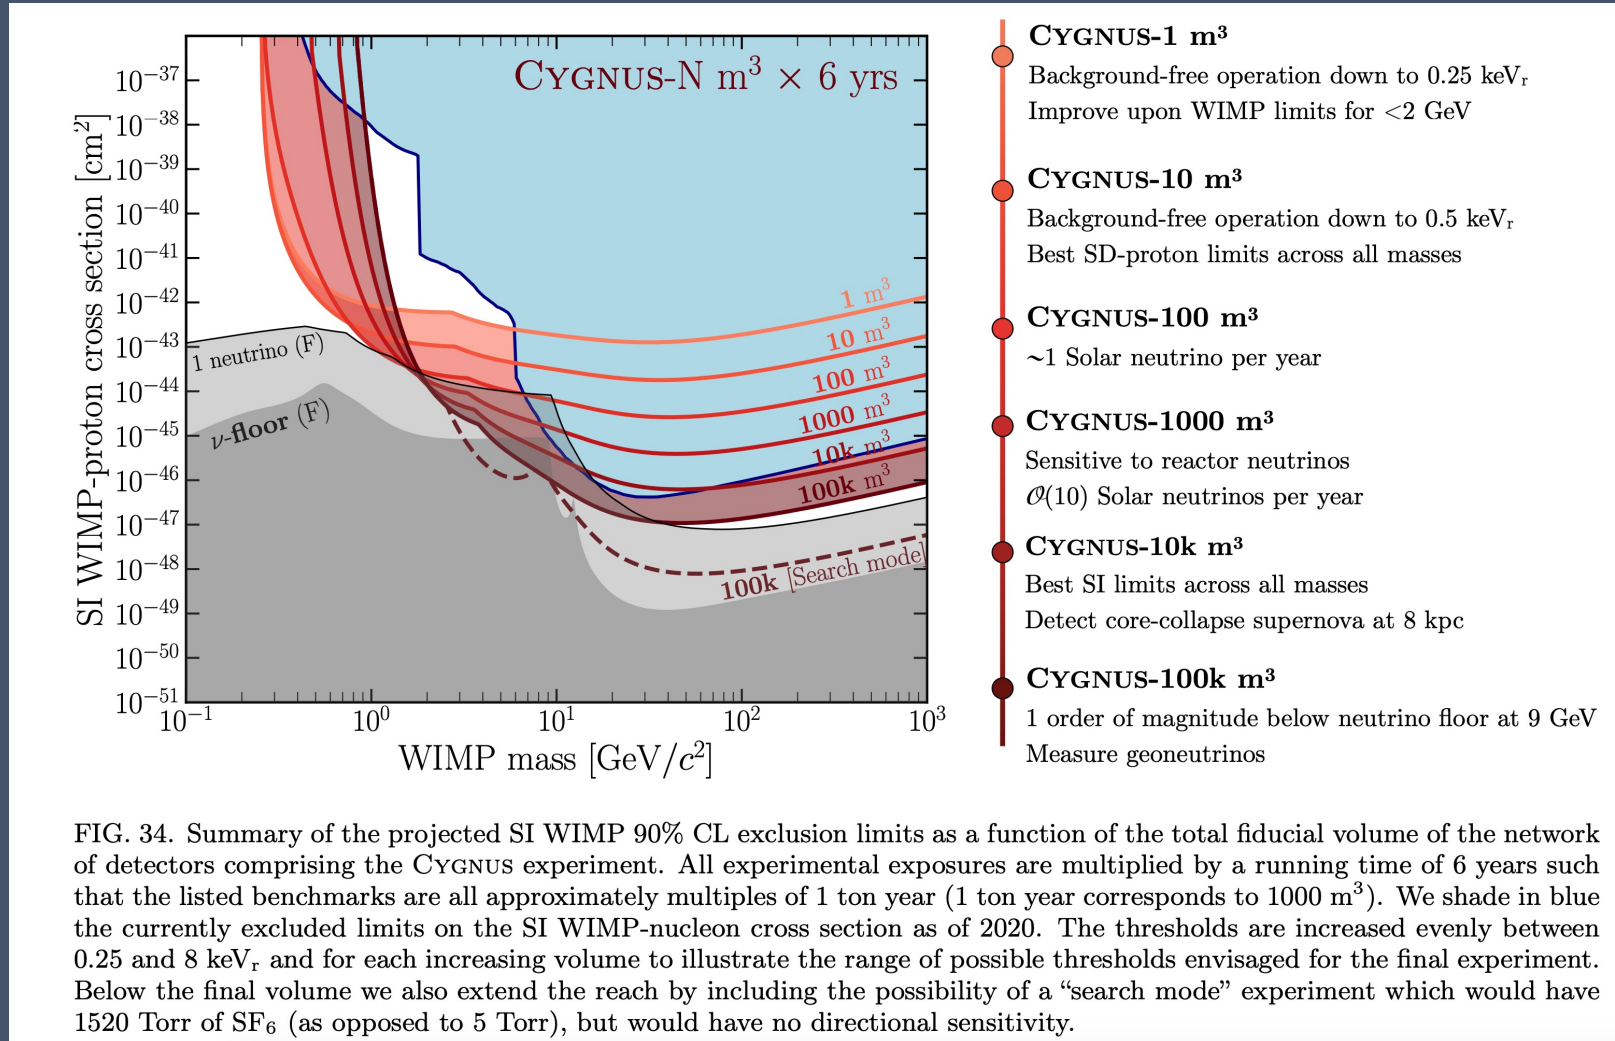 CYGNUS-N m³ × 6 yrs
SI WIMP-proton cross section [cm²]
10⁻³⁷
10⁻³⁸
10⁻³⁹
10⁻⁴⁰
10⁻⁴¹
10⁻⁴²
10⁻⁴³
10⁻⁴⁴
10⁻⁴⁵
10⁻⁴⁶
10⁻⁴⁷
10⁻⁴⁸
10⁻⁴⁹
10⁻⁵⁰
10⁻⁵¹
1 neutrino (F)
ν-floor (F)
1 m³
10 m³
100 m³
1000 m³
10k m³
100k m³
100k [Search mode]
10⁻¹ 10⁰ 10¹ 10² 10³
WIMP mass [GeV/c²]
CYGNUS-1 m³
Background-free operation down to 0.25 keVᵣ
Improve upon WIMP limits for <2 GeV
CYGNUS-10 m³
Background-free operation down to 0.5 keVᵣ
Best SD-proton limits across all masses
CYGNUS-100 m³
~1 Solar neutrino per year
CYGNUS-1000 m³
Sensitive to reactor neutrinos
𝒪(10) Solar neutrinos per year
CYGNUS-10k m³
Best SI limits across all masses
Detect core-collapse supernova at 8 kpc
CYGNUS-100k m³
1 order of magnitude below neutrino floor at 9 GeV
Measure geoneutrinos
FIG. 34. Summary of the projected SI WIMP 90% CL exclusion limits as a function of the total fiducial volume of the network
of detectors comprising the CYGNUS experiment. All experimental exposures are multiplied by a running time of 6 years such
that the listed benchmarks are all approximately multiples of 1 ton year (1 ton year corresponds to 1000 m³). We shade in blue
the currently excluded limits on the SI WIMP-nucleon cross section as of 2020. The thresholds are increased evenly between
0.25 and 8 keVᵣ and for each increasing volume to illustrate the range of possible thresholds envisaged for the final experiment.
Below the final volume we also extend the reach by including the possibility of a “search mode” experiment which would have
1520 Torr of SF₆ (as opposed to 5 Torr), but would have no directional sensitivity.